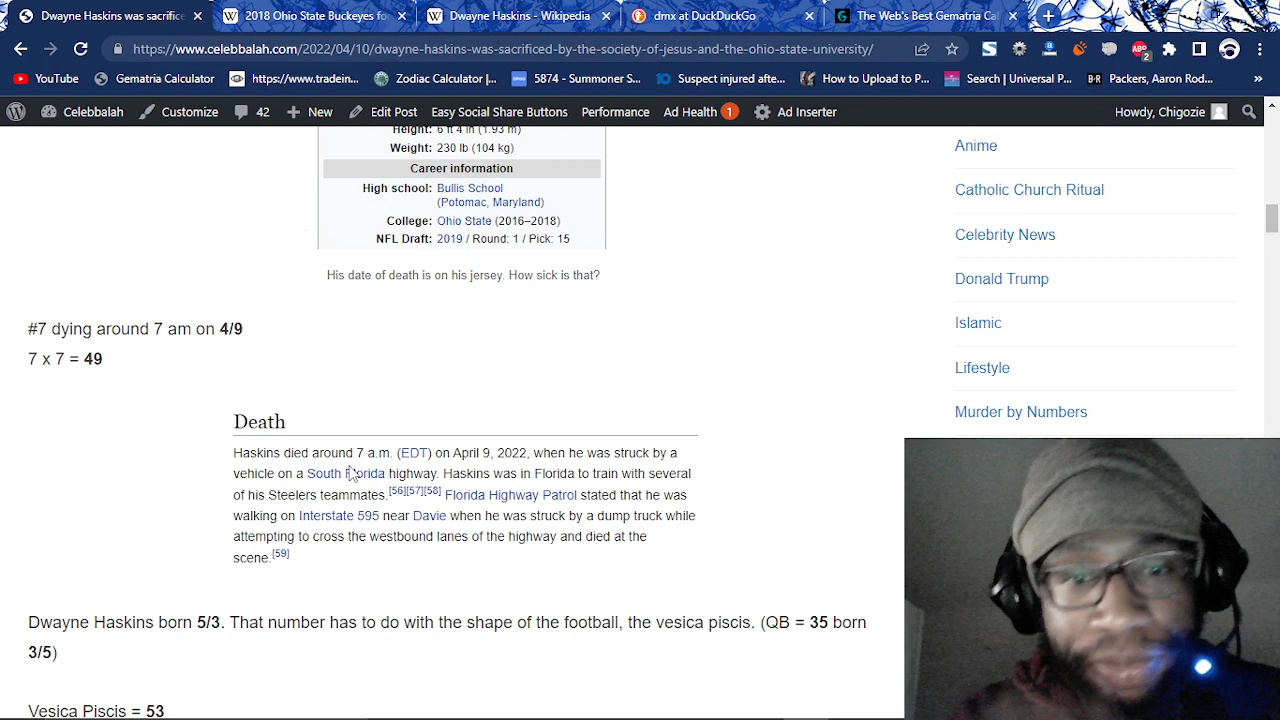 Dwayne Haskins was sacrific
2018 Ohio State Buckeyes fo
Dwayne Haskins - Wikipedia
dmx at DuckDuckGo
The Web's Best Gematria Cal
https://www.celebbalah.com/2022/04/10/dwayne-haskins-was-sacrificed-by-the-society-of-jesus-and-the-ohio-state-university/
YouTube
Gematria Calculator
https://www.tradein...
Zodiac Calculator |...
5874 - Summoner S...
Suspect injured afte...
How to Upload to P...
Search | Universal P...
Packers, Aaron Rod...
Celebbalah
Customize
42
New
Edit Post
Easy Social Share Buttons
Performance
Ad Health 1
Ad Inserter
Howdy, Chigozie
Height: 6 ft 4 in (1.93 m)
Weight: 230 lb (104 kg)
Career information
High school: Bullis School
(Potomac, Maryland)
College: Ohio State (2016–2018)
NFL Draft: 2019 / Round: 1 / Pick: 15
His date of death is on his jersey. How sick is that?
#7 dying around 7 am on 4/9
7 x 7 = 49
Death
Haskins died around 7 a.m. (EDT) on April 9, 2022, when he was struck by a
vehicle on a South Florida highway. Haskins was in Florida to train with several
of his Steelers teammates.[56][57][58] Florida Highway Patrol stated that he was
walking on Interstate 595 near Davie when he was struck by a dump truck while
attempting to cross the westbound lanes of the highway and died at the
scene.[59]
Dwayne Haskins born 5/3. That number has to do with the shape of the football, the vesica piscis. (QB = 35 born
3/5)
Vesica Piscis = 53
Anime
Catholic Church Ritual
Celebrity News
Donald Trump
Islamic
Lifestyle
Murder by Numbers